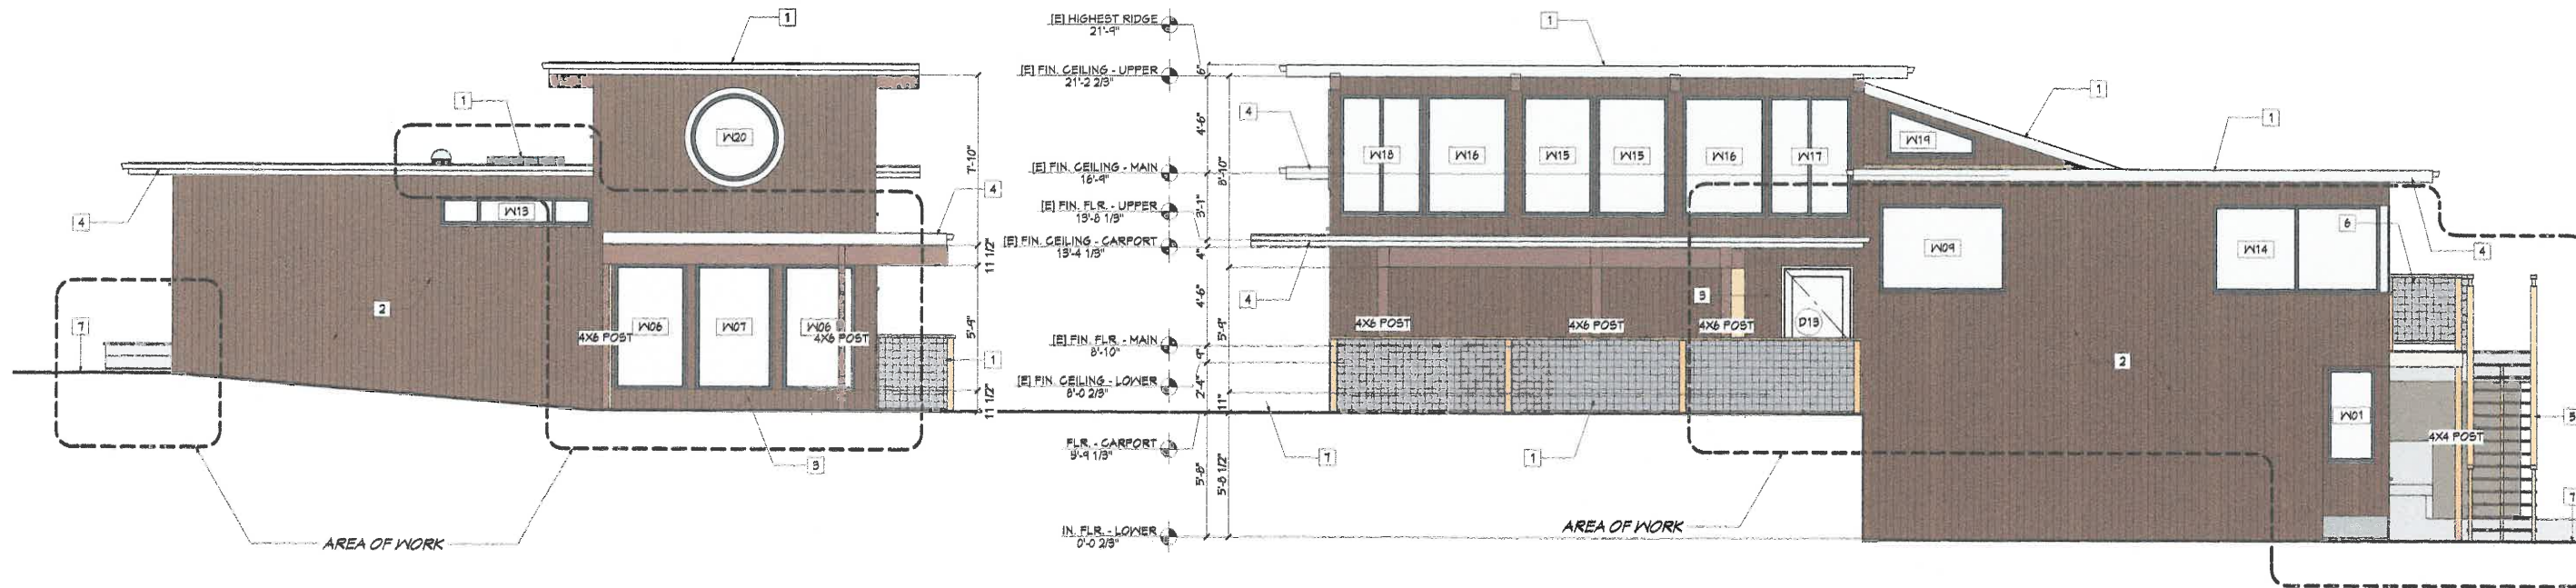 1
1
4
W20
W13
4
2
7
4X6 POST
W06
W07
W06
4X6 POST
1
3
AREA OF WORK
7'-10"
11 1/2"
5'-9"
11 1/2"
[E] HIGHEST RIDGE
21'-9"
[E] FIN. CEILING - UPPER
21'-2 2/3"
[E] FIN. CEILING - MAIN
16'-9"
[E] FIN. FLR. - UPPER
13'-8 1/3"
[E] FIN. CEILING - CARPORT
13'-4 1/3"
[E] FIN. FLR. - MAIN
8'-10"
[E] FIN. CEILING - LOWER
8'-0 2/3"
FLR. - CARPORT
5'-9 1/3"
IN. FLR. - LOWER
0'-0 2/3"
6"
4'-6"
8'-10"
3'-1"
4"
4'-6"
5'-9"
9"
2'-4"
11"
5'-8"
5'-8 1/2"
1
4
4
W18
W16
W15
W15
W16
W17
W19
1
1
4
6
W09
W14
3
D13
4X6 POST
4X6 POST
4X6 POST
2
W01
5
4X4 POST
7
7
1
AREA OF WORK